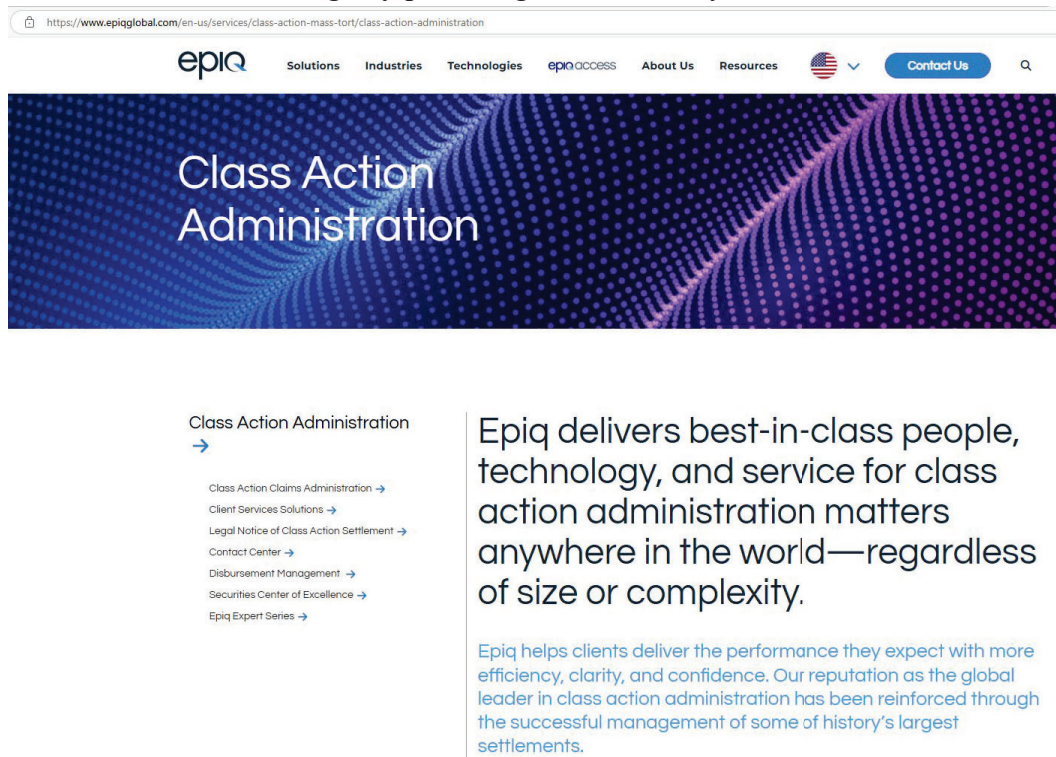 https://www.epiqglobal.com/en-us/services/class-action-mass-tort/class-action-administration
epiq Solutions Industries Technologies epiq access About Us Resources Contact Us
Class Action
Administration
Class Action Administration
→
Class Action Claims Administration →
Client Services Solutions →
Legal Notice of Class Action Settlement →
Contact Center →
Disbursement Management →
Securities Center of Excellence →
Epiq Expert Series →
Epiq delivers best-in-class people,
technology, and service for class
action administration matters
anywhere in the world—regardless
of size or complexity.
Epiq helps clients deliver the performance they expect with more
efficiency, clarity, and confidence. Our reputation as the global
leader in class action administration has been reinforced through
the successful management of some of history's largest
settlements.